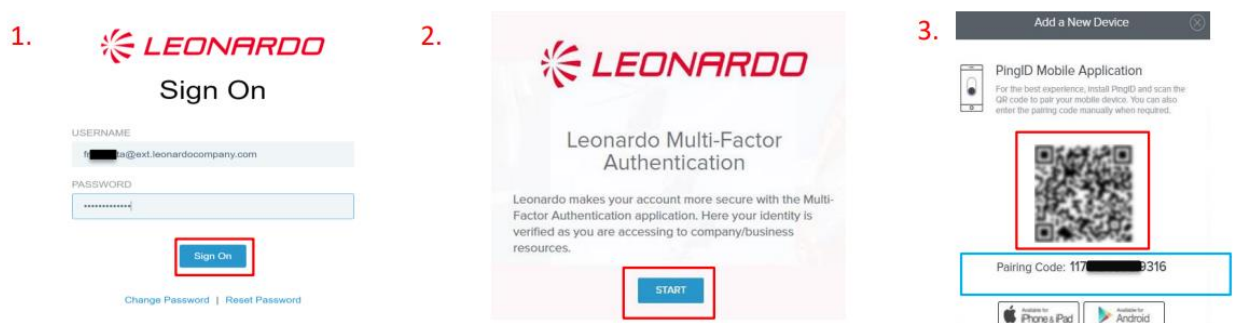 1.
LEONARDO
Sign On
USERNAME
ta@ext.leonardocompany.com
PASSWORD
Sign On
Change Password | Reset Password
2.
LEONARDO
Leonardo Multi-Factor
Authentication
Leonardo makes your account more secure with the Multi-
Factor Authentication application. Here your identity is
verified as you are accessing to company/business
resources.
START
3.
Add a New Device
PingID Mobile Application
For the best experience, install PingID and scan the
QR code to pair your mobile device. You can also
enter the pairing code manually when required.
Pairing Code: 117 9316
Available for
iPhone & iPad
Available for
Android